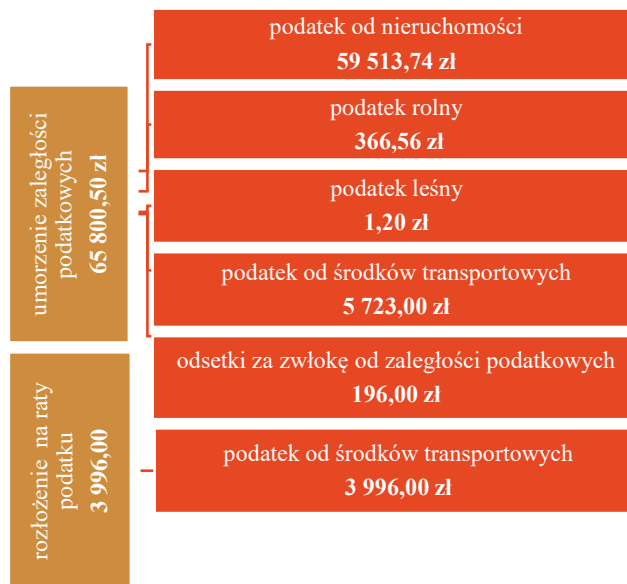 umorzenie zaległości
podatkowych
65 800,50 zł
podatek od nieruchomości
59 513,74 zł
podatek rolny
366,56 zł
podatek leśny
1,20 zł
podatek od środków transportowych
5 723,00 zł
odsetki za zwłokę od zaległości podatkowych
196,00 zł
rozłożenie na raty
podatku
3 996,00
podatek od środków transportowych
3 996,00 zł